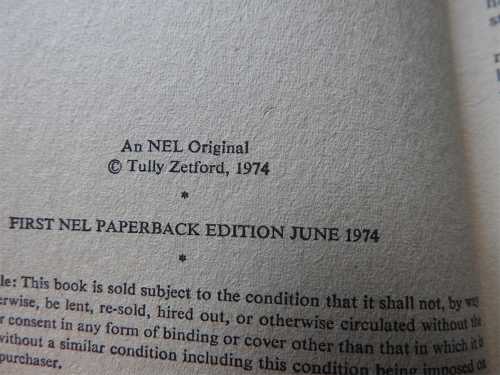 An NEL Original
© Tully Zetford, 1974
*
FIRST NEL PAPERBACK EDITION JUNE 1974
*
le: This book is sold subject to the condition that it shall not, by way
erwise, be lent, re-sold, hired out, or otherwise circulated without the
r consent in any form of binding or cover other than that in which it is
without a similar condition including this condition being imposed on
purchaser.